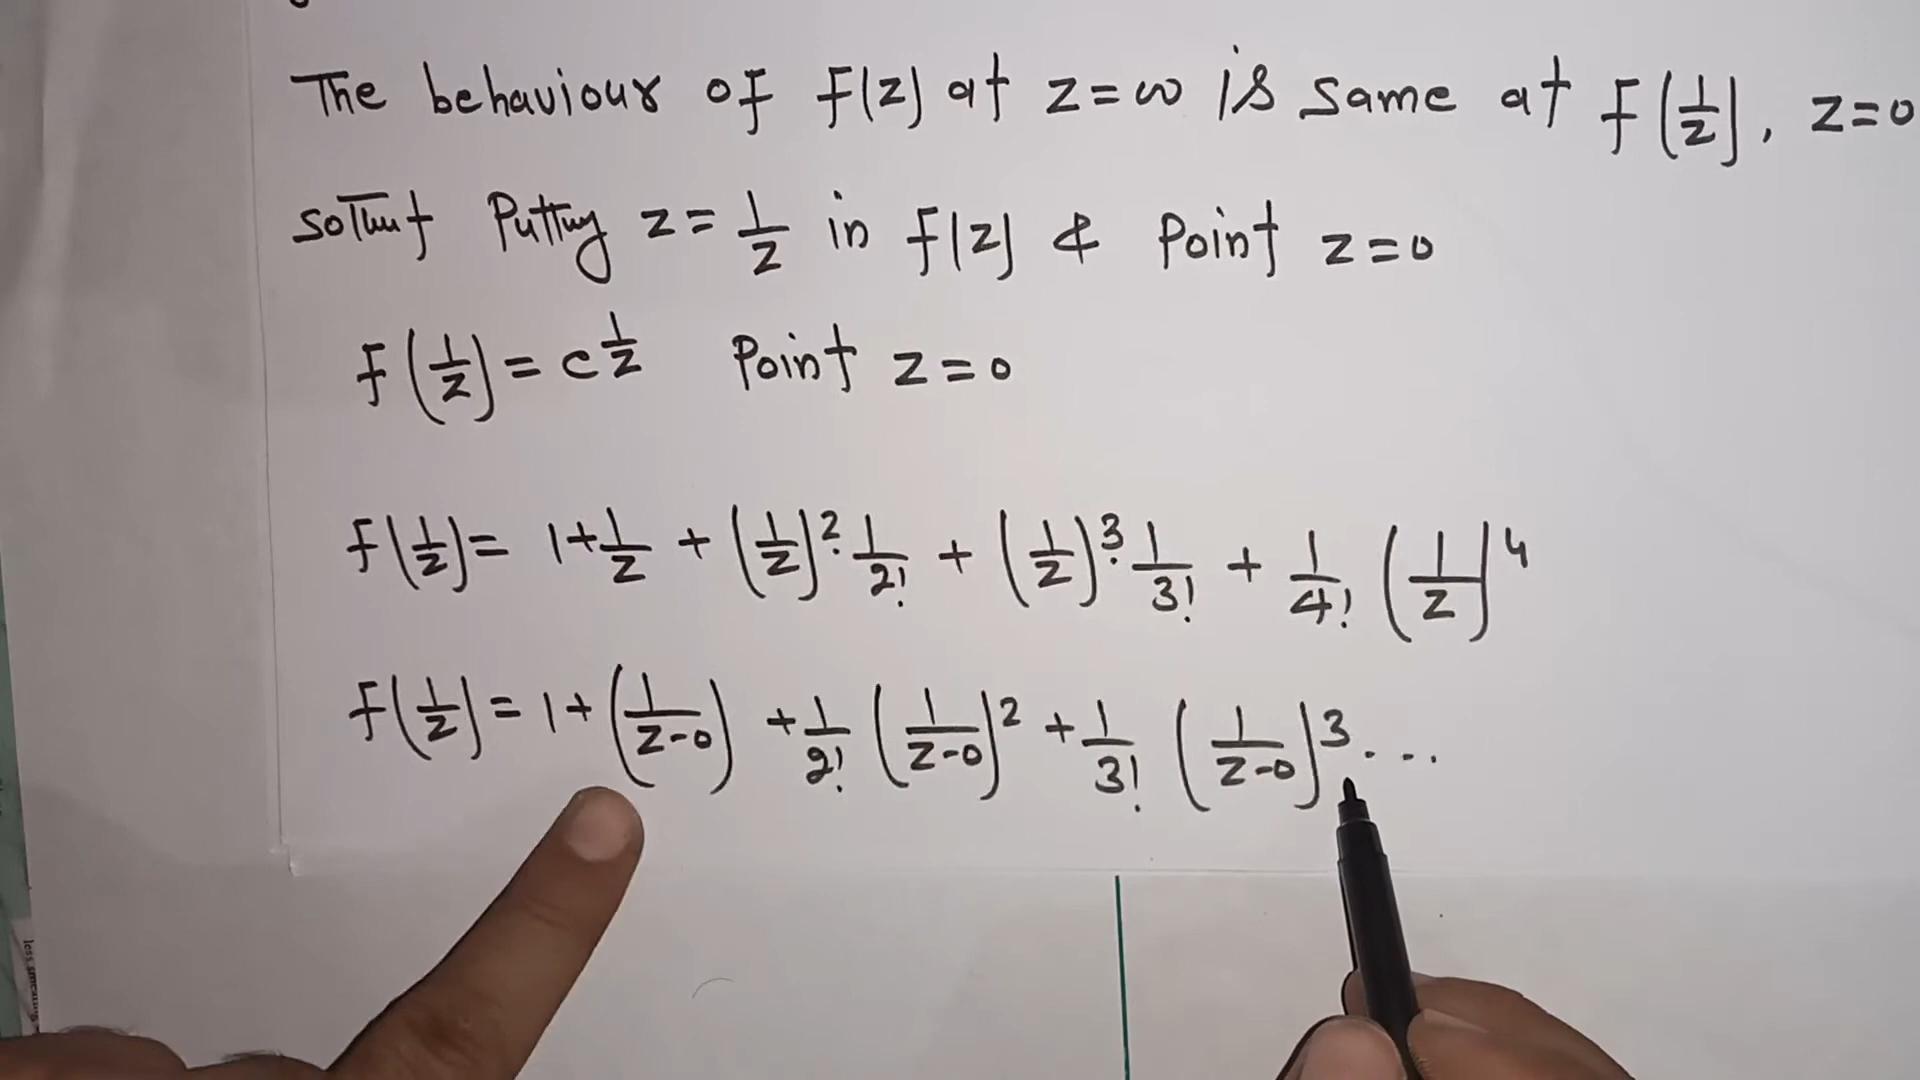 The behaviour of f(z) at z=∞ is same at f(1/z), z=0
Putting z=1/z in f(z) & Point z=0
f(1/z) = e^1/z Point z=0
f(1/z) = 1+1/z + (1/z)^2·1/2! + (1/z)^3·1/3! + 1/4! (1/z)^4
f(1/z) = 1+(1/z-0) +1/2! (1/z-0)^2 +1/3! (1/z-0)^3 ...